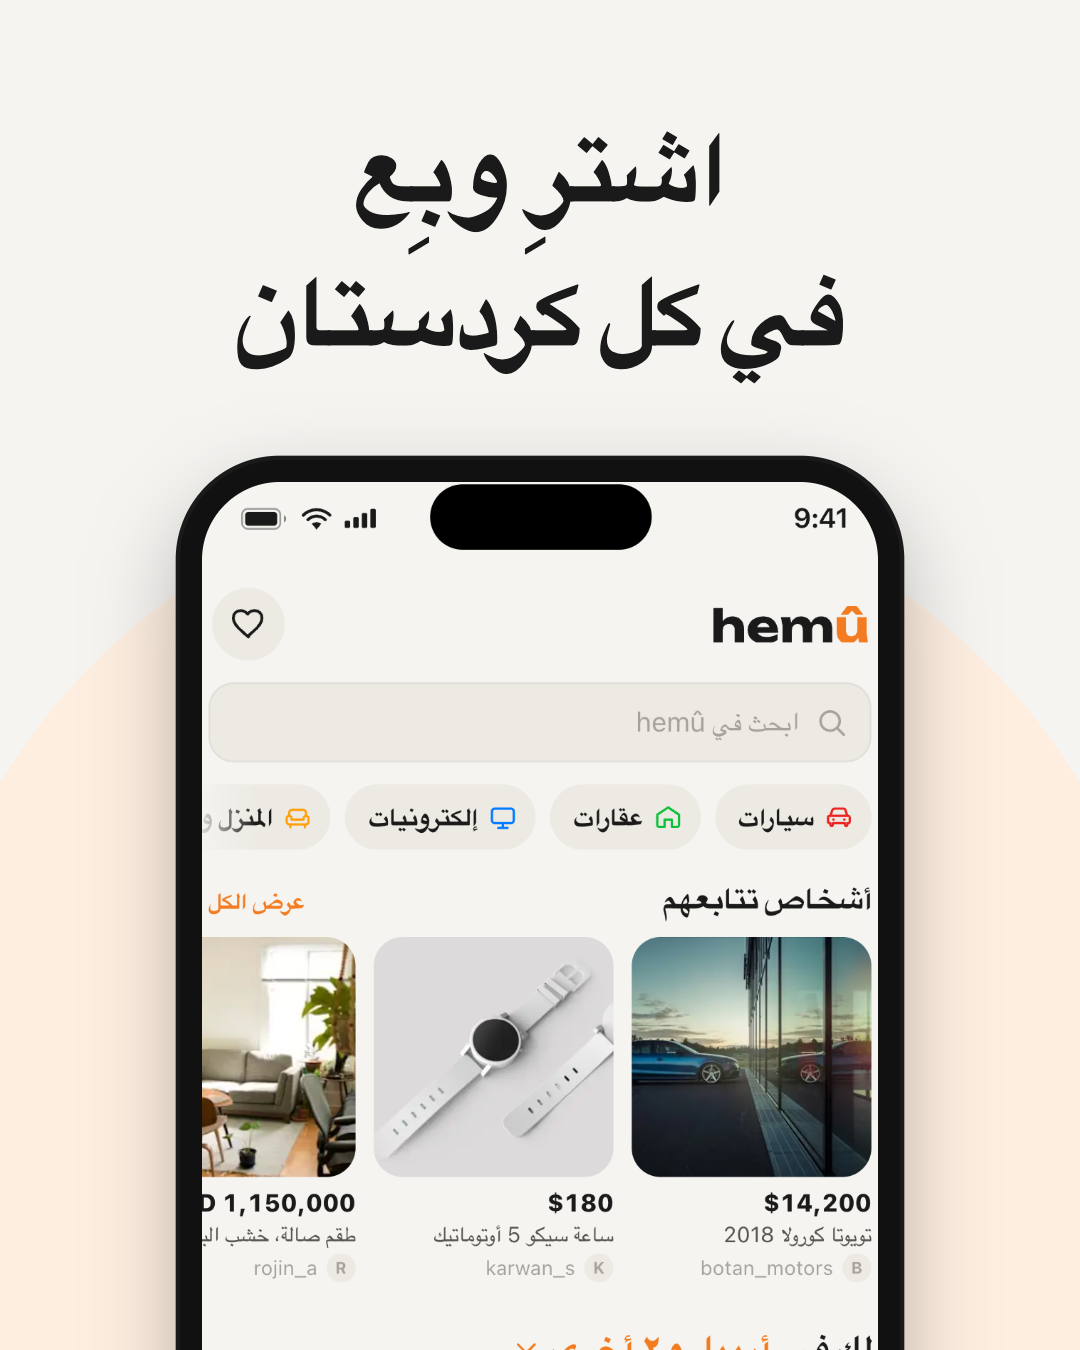 اشترِ وبِع
في كل كردستان
9:41
hemû
ابحث في hemû
سيارات
عقارات
إلكترونيات
المنزل و
أشخاص تتابعهم
عرض الكل
$14,200
تويوتا كورولا 2018
B botan_motors
$180
ساعة سيكو 5 أوتوماتيك
K karwan_s
1,150,000
طقم صالة، خشب
R rojin_a